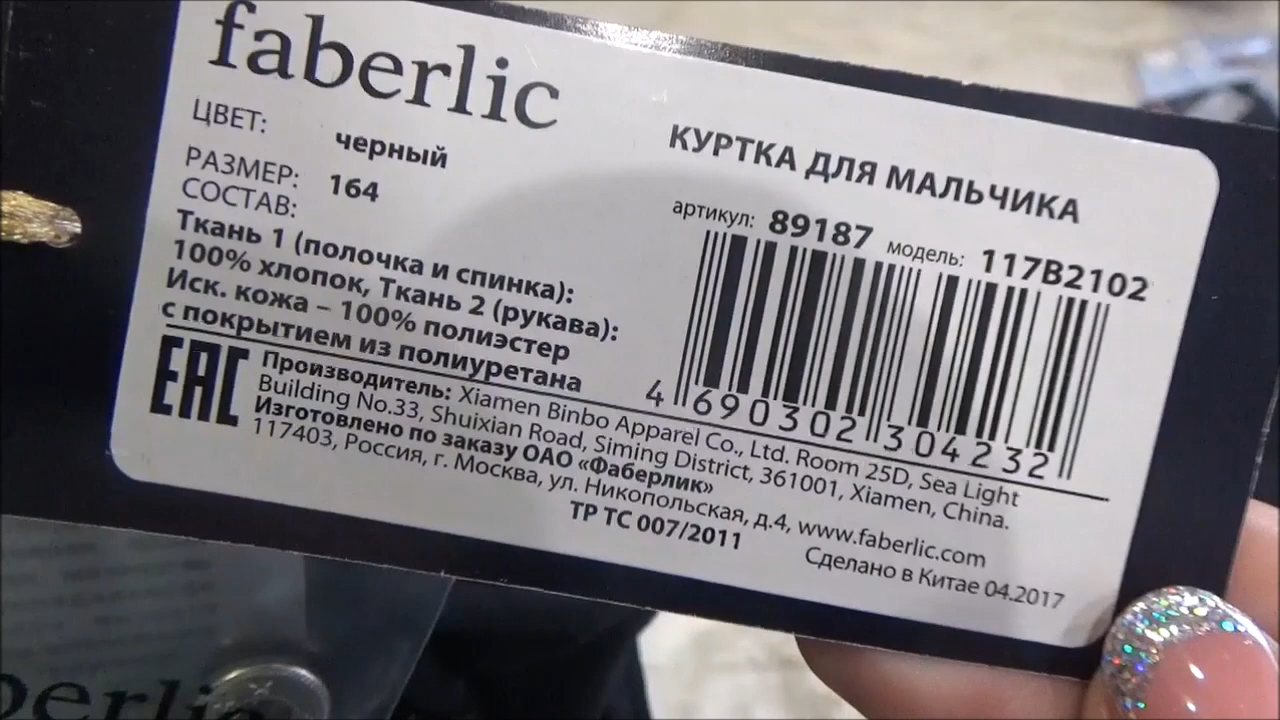 faberlic
ЦВЕТ: черный
РАЗМЕР: 164
СОСТАВ:
Ткань 1 (полочка и спинка):
100% хлопок, Ткань 2 (рукава):
Иск. кожа – 100% полиэстер
с покрытием из полиуретана
КУРТКА ДЛЯ МАЛЬЧИКА
артикул: 89187 модель: 117B2102
4 690302 304232
EAC
Производитель: Xiamen Binbo Apparel Co., Ltd. Room 25D, Sea Light
Building No.33, Shuixian Road, Siming District, 361001, Xiamen, China.
Изготовлено по заказу ОАО «Фаберлик»
117403, Россия, г. Москва, ул. Никопольская, д.4, www.faberlic.com
ТР ТС 007/2011
Сделано в Китае 04.2017